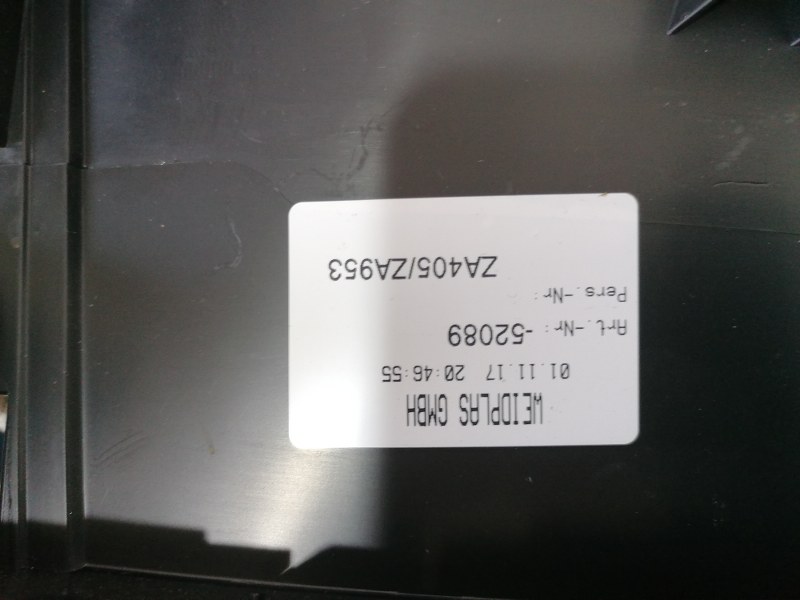 WEIDPLAS GMBH
01.11.17 20:46:55
Art.-Nr: -52089
Pers.-Nr:
ZA405/ZA953